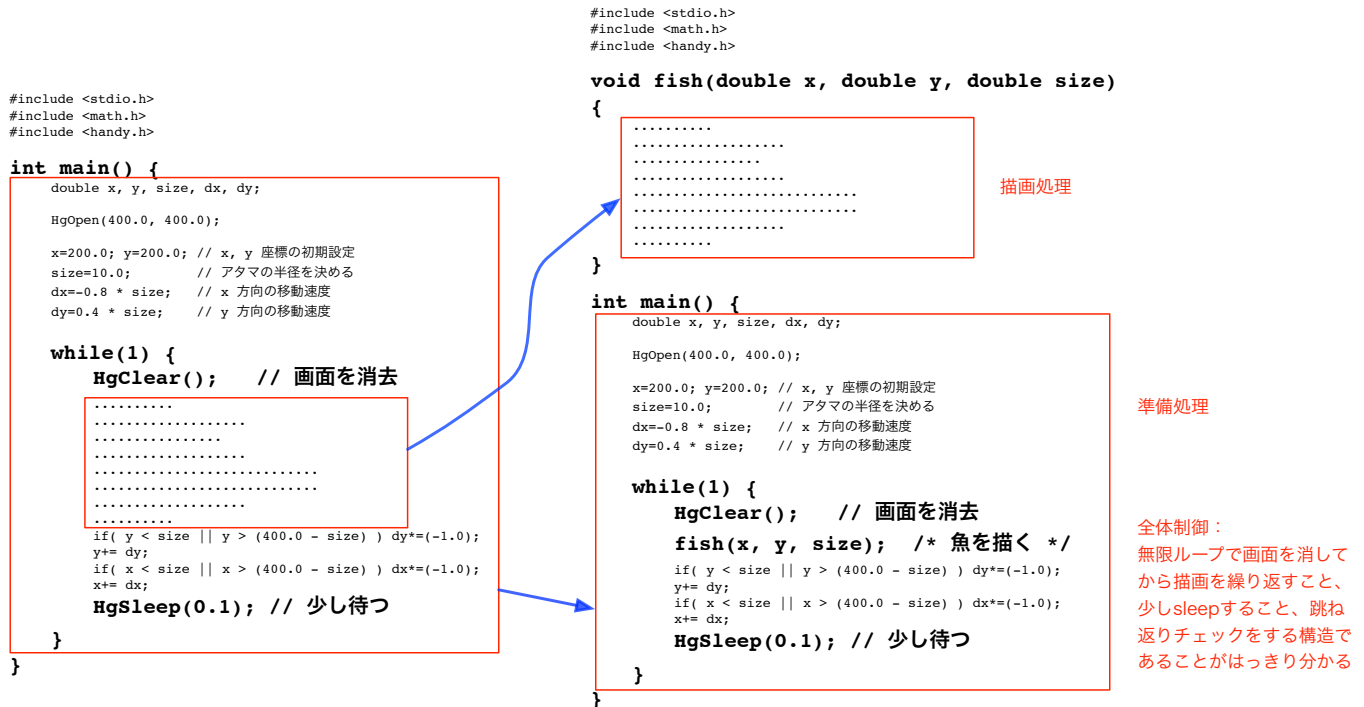 #include <stdio.h>
#include <math.h>
#include <handy.h>
int main() {
double x, y, size, dx, dy;
HgOpen(400.0, 400.0);
x=200.0; y=200.0; // x, y 座標の初期設定
size=10.0; // アタマの半径を決める
dx=-0.8 * size; // x 方向の移動速度
dy=0.4 * size; // y 方向の移動速度
while(1) {
HgClear(); // 画面を消去
..........
...................
................
...................
............................
............................
...................
..........
if( y < size || y > (400.0 - size) ) dy*=(-1.0);
y+= dy;
if( x < size || x > (400.0 - size) ) dx*=(-1.0);
x+= dx;
HgSleep(0.1); // 少し待つ
}
}
#include <stdio.h>
#include <math.h>
#include <handy.h>
void fish(double x, double y, double size)
{
..........
...................
................
...................
............................
............................
...................
..........
}
描画処理
int main() {
double x, y, size, dx, dy;
HgOpen(400.0, 400.0);
x=200.0; y=200.0; // x, y 座標の初期設定
size=10.0; // アタマの半径を決める
dx=-0.8 * size; // x 方向の移動速度
dy=0.4 * size; // y 方向の移動速度
準備処理
while(1) {
HgClear(); // 画面を消去
fish(x, y, size); /* 魚を描く */
if( y < size || y > (400.0 - size) ) dy*=(-1.0);
y+= dy;
if( x < size || x > (400.0 - size) ) dx*=(-1.0);
x+= dx;
HgSleep(0.1); // 少し待つ
}
}
全体制御：
無限ループで画面を消して
から描画を繰り返すこと、
少しsleepすること、跳ね
返りチェックをする構造で
あることがはっきり分かる